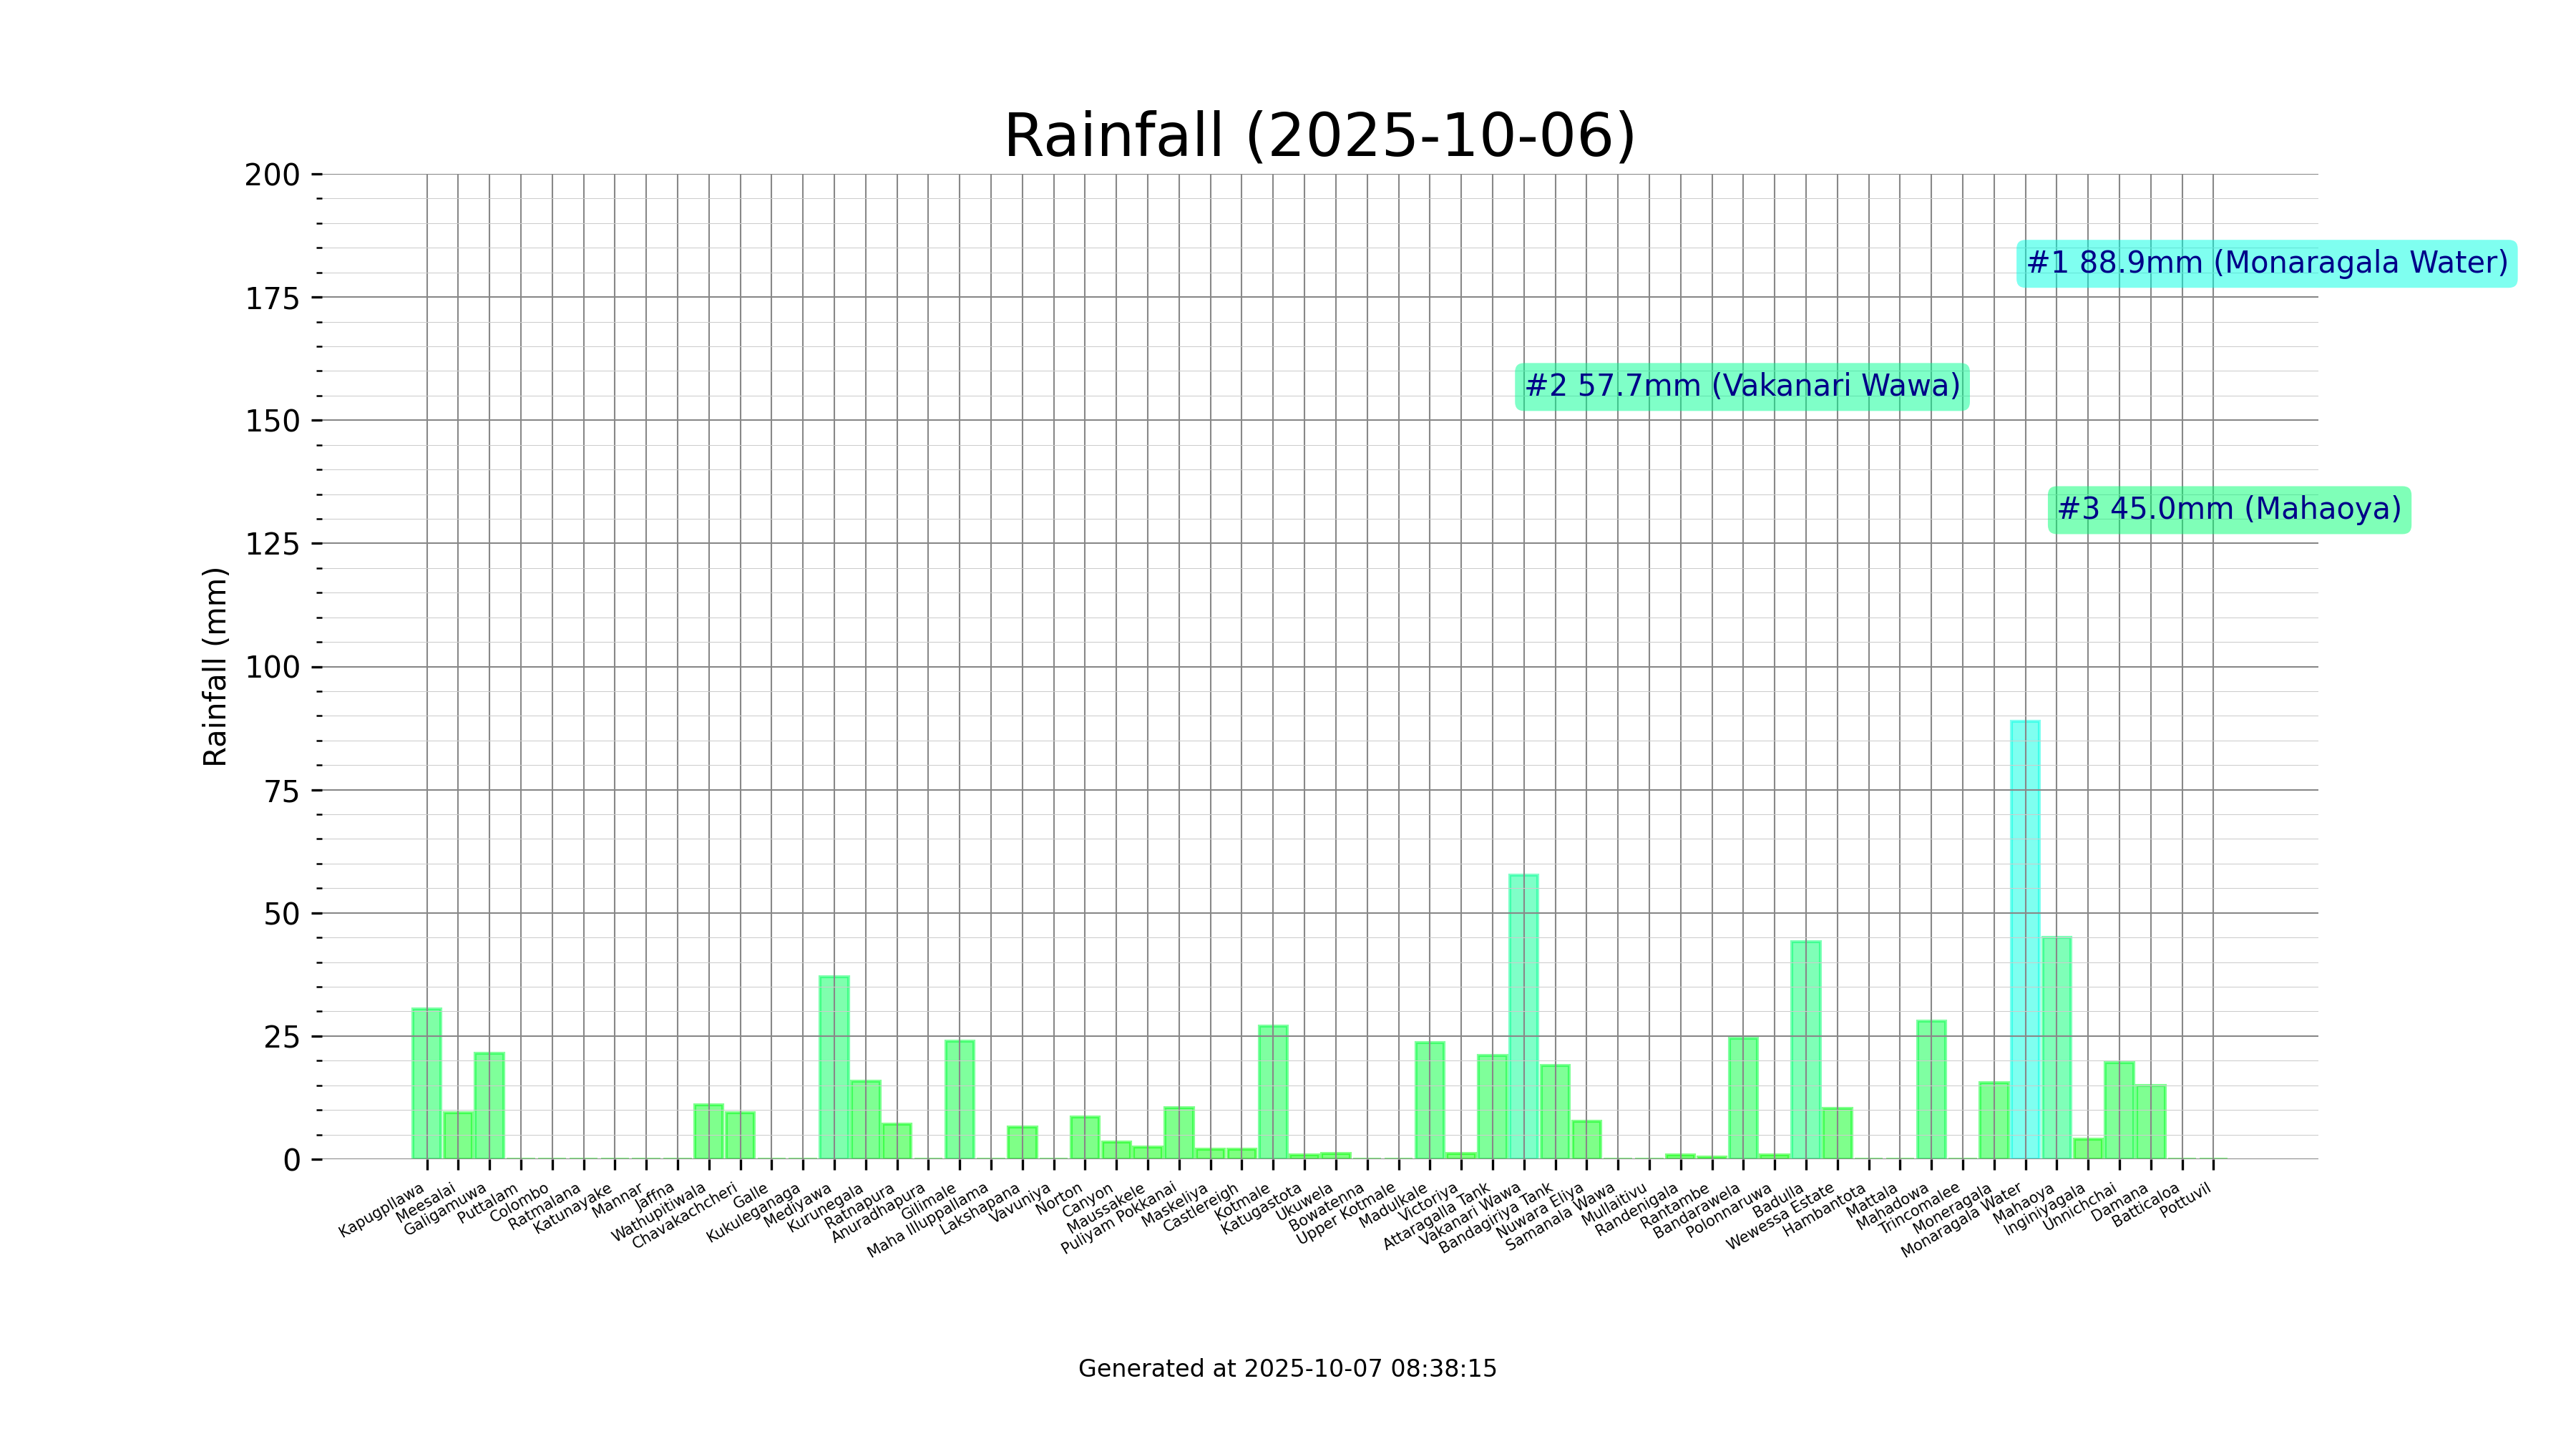 Rainfall (2025-10-06)
200
175
150
125
100
75
50
25
0
Rainfall (mm)
#1 88.9mm (Monaragala Water)
#2 57.7mm (Vakanari Wawa)
#3 45.0mm (Mahaoya)
Kapugpllawa
Meesalai
Galigamuwa
Puttalam
Colombo
Ratmalana
Katunayake
Mannar
Jaffna
Wathupitiwala
Chavakachcheri
Galle
Kukuleganaga
Mediyawa
Kurunegala
Ratnapura
Anuradhapura
Gilimale
Maha Illuppallama
Lakshapana
Vavuniya
Norton
Canyon
Maussakele
Puliyam Pokkanai
Maskeliya
Castlereigh
Kotmale
Katugastota
Ukuwela
Bowatenna
Upper Kotmale
Madulkale
Victoriya
Attaragalla Tank
Vakanari Wawa
Bandagiriya Tank
Nuwara Eliya
Samanala Wawa
Mullaitivu
Randenigala
Rantambe
Bandarawela
Polonnaruwa
Badulla
Wewessa Estate
Hambantota
Mattala
Mahadowa
Trincomalee
Moneragala
Monaragala Water
Mahaoya
Inginiyagala
Unnichchai
Damana
Batticaloa
Pottuvil
Generated at 2025-10-07 08:38:15